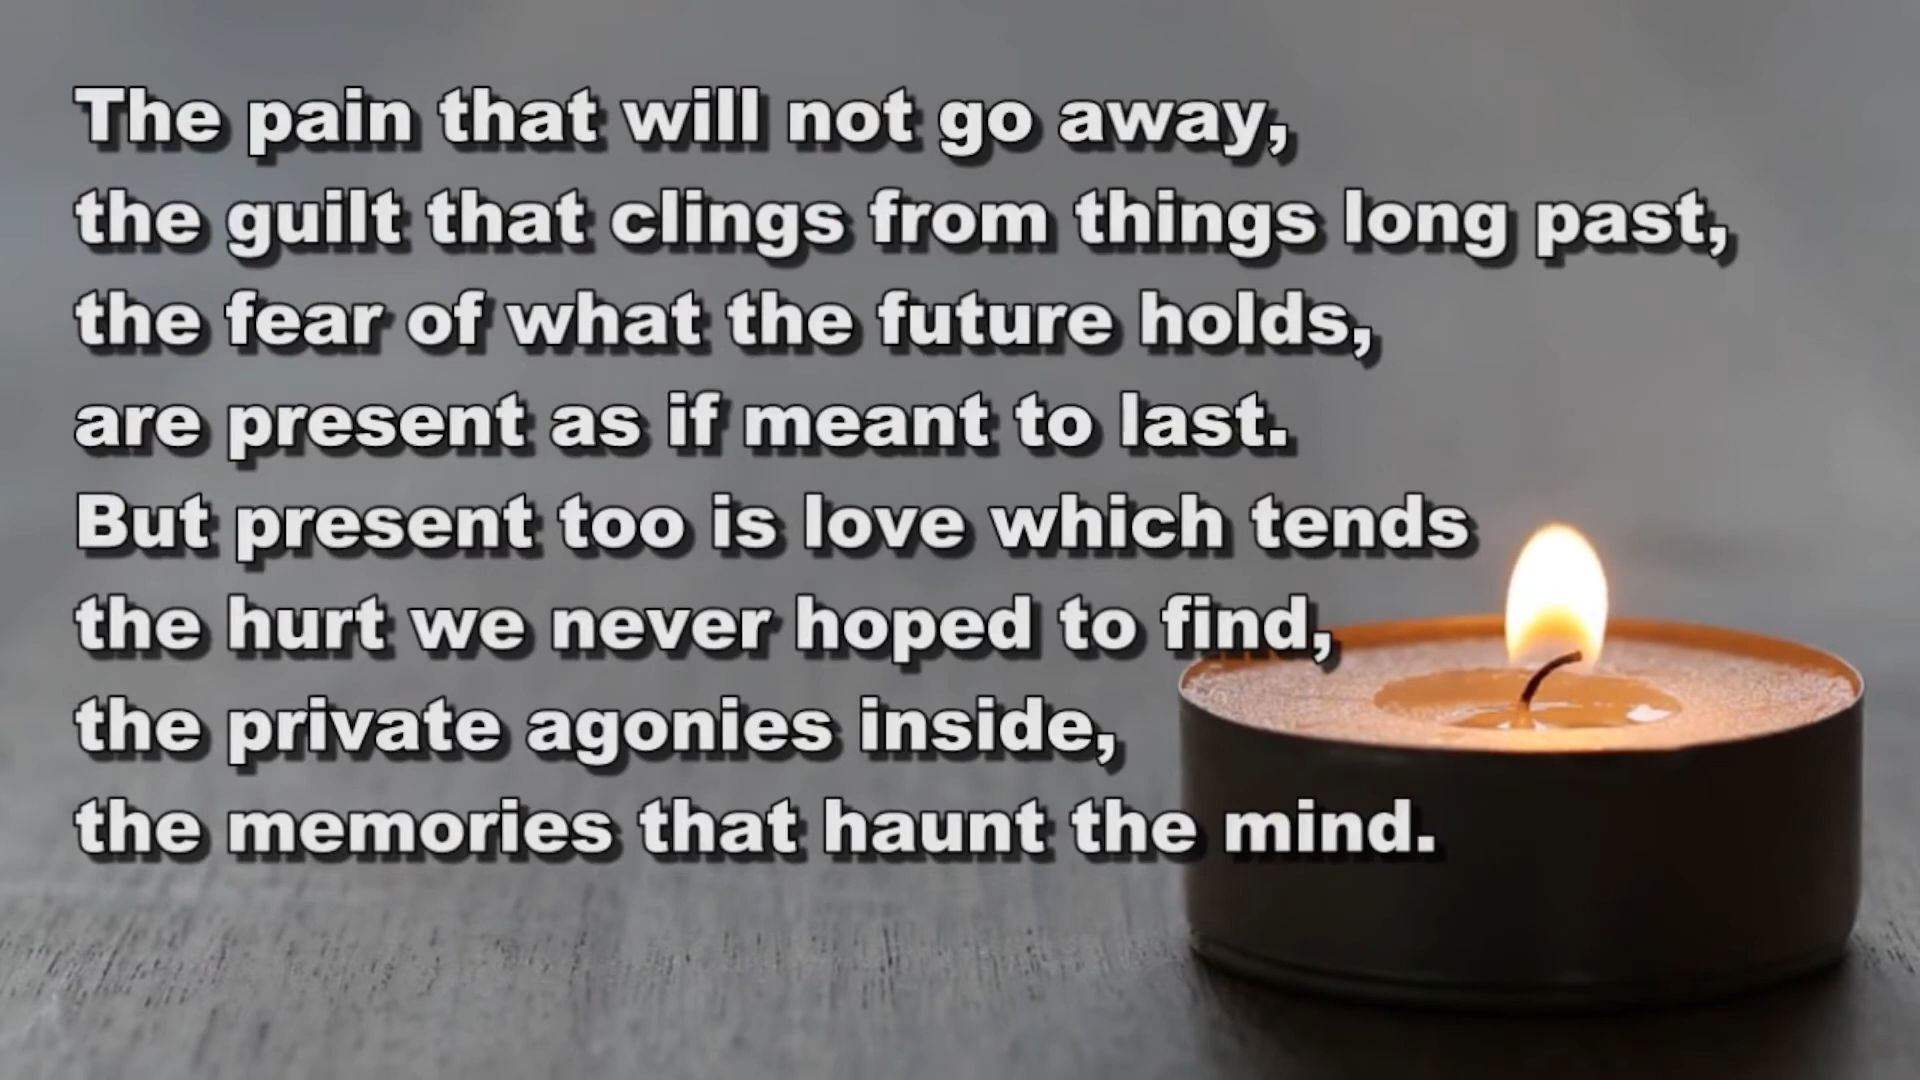 The pain that will not go away,
the guilt that clings from things long past,
the fear of what the future holds,
are present as if meant to last.
But present too is love which tends
the hurt we never hoped to find,
the private agonies inside,
the memories that haunt the mind.